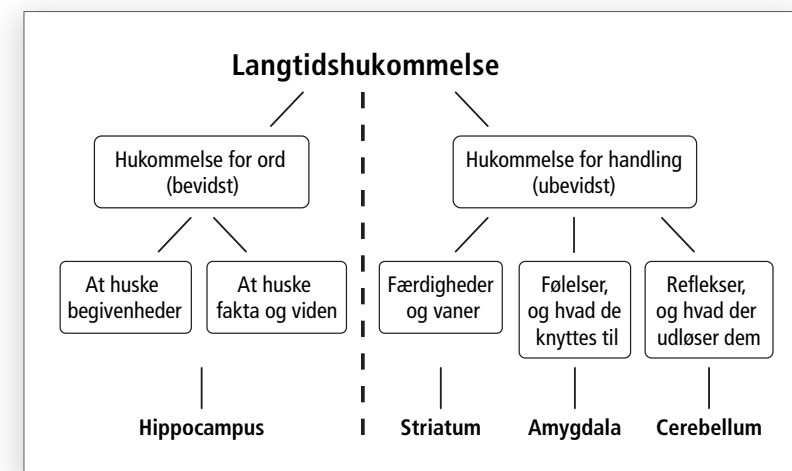 Langtidshukommelse
Hukommelse for ord
(bevidst)
Hukommelse for handling
(ubevidst)
At huske
begivenheder
At huske
fakta og viden
Færdigheder
og vaner
Følelser,
og hvad de
knyttes til
Reflekser,
og hvad der
udløser dem
Hippocampus
Striatum
Amygdala
Cerebellum